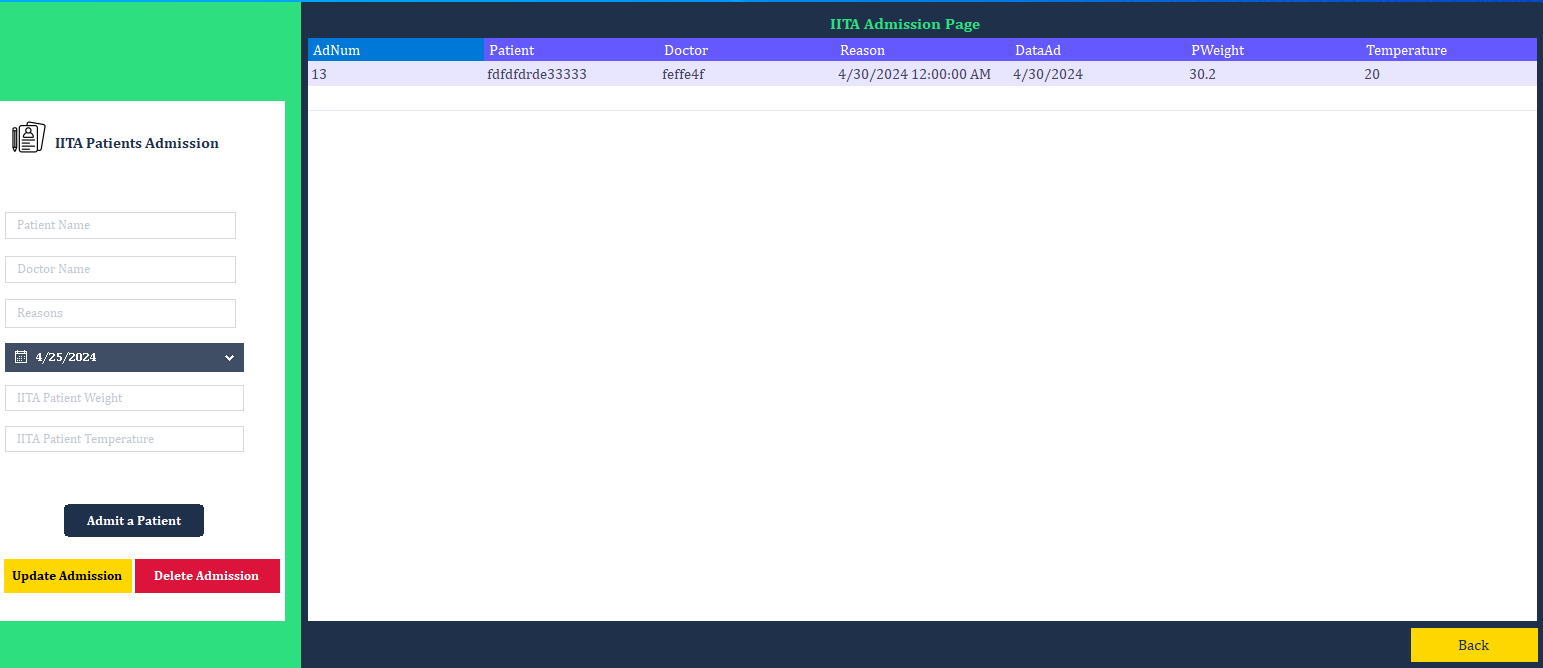 IITA Patients Admission
Patient Name
Doctor Name
Reasons
4/25/2024
IITA Patient Weight
IITA Patient Temperature
Admit a Patient
Update Admission Delete Admission
IITA Admission Page
AdNum Patient Doctor Reason DataAd PWeight Temperature
13 fdfdfdrde33333 feffe4f 4/30/2024 12:00:00 AM 4/30/2024 30.2 20
Back